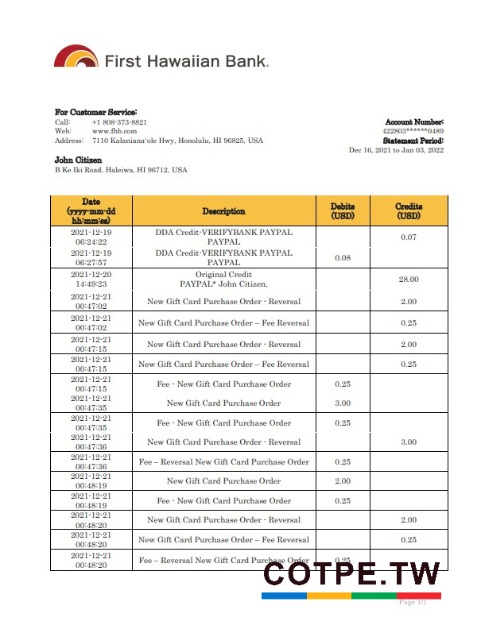 First Hawaiian Bank.
For Customer Service:
Call: +1 808-373-8821
Web: www.fhb.com
Address: 7110 Kalaniana·ole Hwy, Honolulu, HI 96825, USA
Account Number:
422803******0489
Statement Period:
Dec 16, 2021 to Jan 03, 2022
John Citizen
B Ke Iki Road, Haleiwa, HI 96712, USA
Date (yyyy-mm-dd hh:mm:ss) Description Debits (USD) Credits (USD)
2021-12-19 06:24:22 DDA Credit-VERIFYBANK PAYPAL PAYPAL 0.07
2021-12-19 06:27:57 DDA Credit-VERIFYBANK PAYPAL PAYPAL 0.08
2021-12-20 14:49:23 Original Credit PAYPAL* John Citizen, 28.00
2021-12-21 00:47:02 New Gift Card Purchase Order - Reversal 2.00
2021-12-21 00:47:02 New Gift Card Purchase Order – Fee Reversal 0.25
2021-12-21 00:47:15 New Gift Card Purchase Order - Reversal 2.00
2021-12-21 00:47:15 New Gift Card Purchase Order – Fee Reversal 0.25
2021-12-21 00:47:15 Fee - New Gift Card Purchase Order 0.25
2021-12-21 00:47:35 New Gift Card Purchase Order 3.00
2021-12-21 00:47:35 Fee - New Gift Card Purchase Order 0.25
2021-12-21 00:47:36 New Gift Card Purchase Order - Reversal 3.00
2021-12-21 00:47:36 Fee – Reversal New Gift Card Purchase Order 0.25
2021-12-21 00:48:19 New Gift Card Purchase Order 2.00
2021-12-21 00:48:19 Fee - New Gift Card Purchase Order 0.25
2021-12-21 00:48:20 New Gift Card Purchase Order - Reversal 2.00
2021-12-21 00:48:20 New Gift Card Purchase Order – Fee Reversal 0.25
2021-12-21 00:48:20 Fee – Reversal New Gift Card Purchase Order 0.25
COTPE.TW
Page 1/1